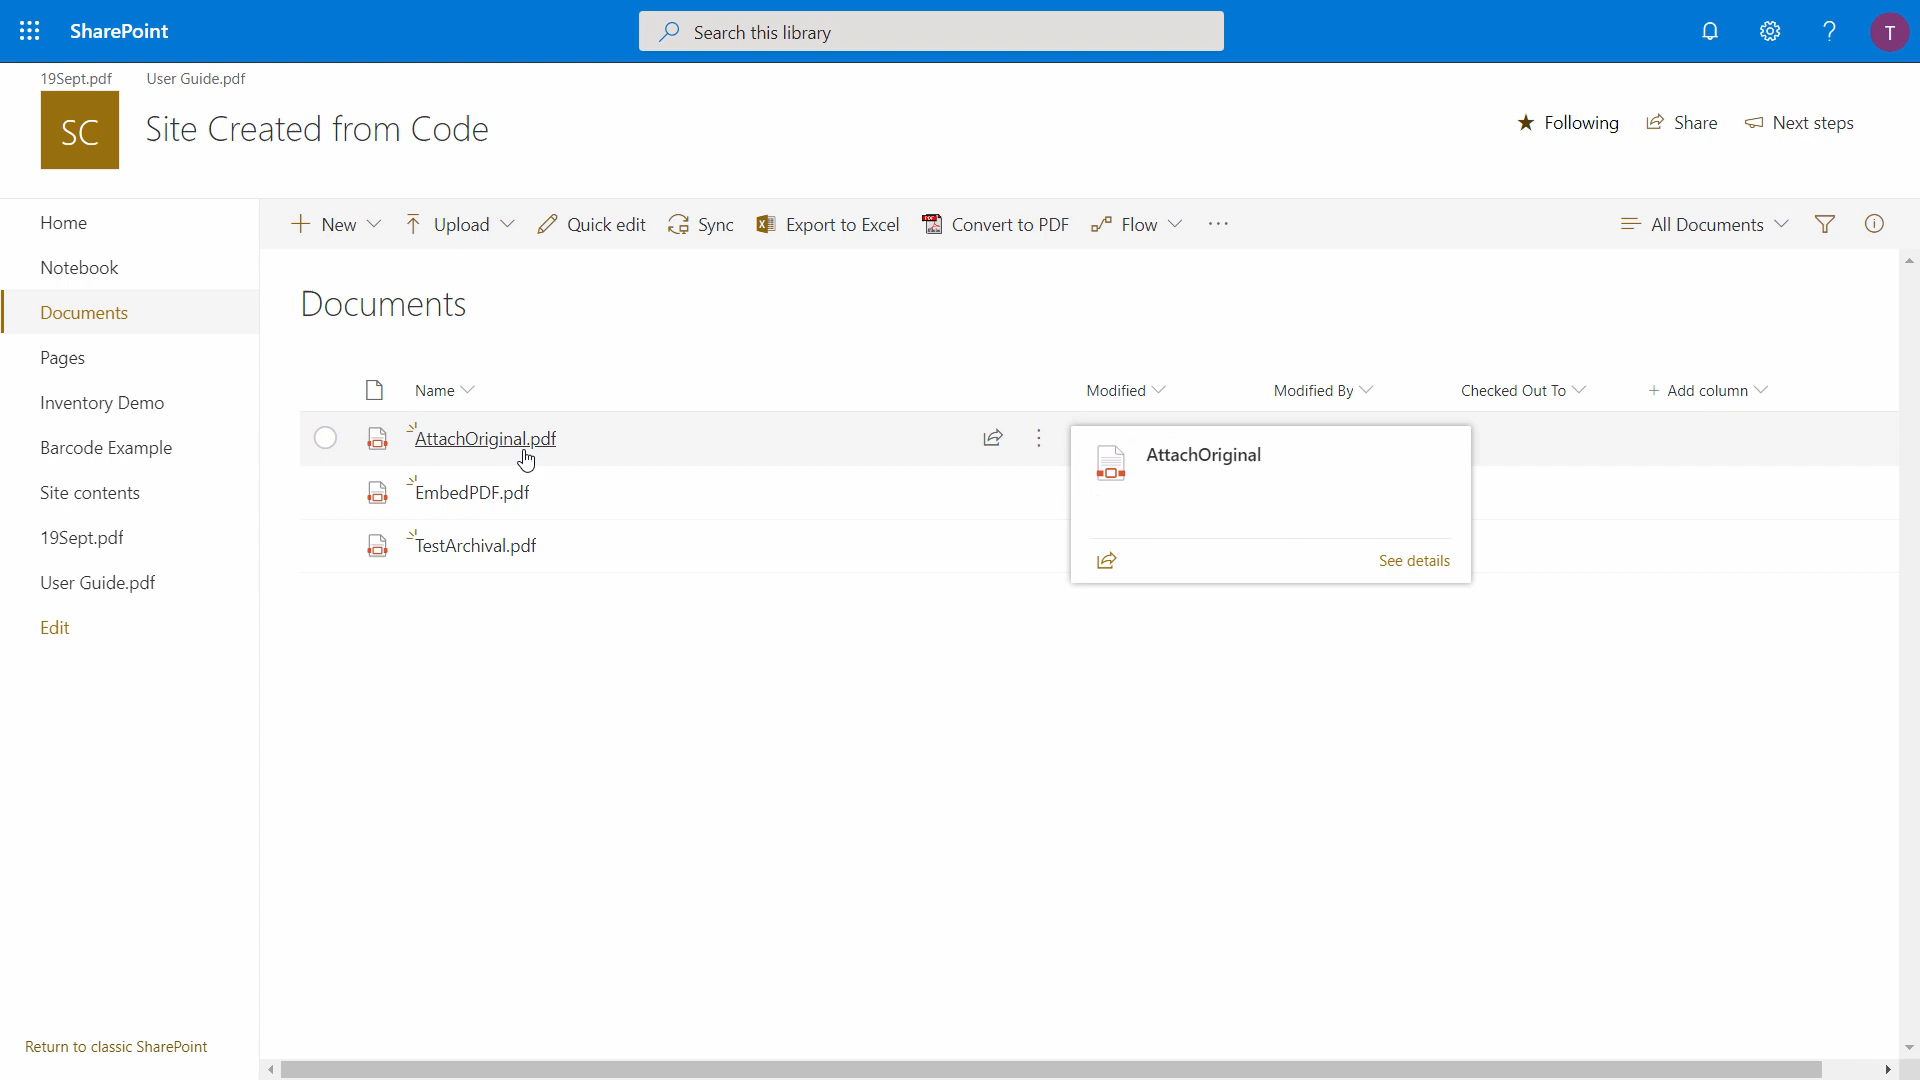 SharePoint
Search this library
?
T
19Sept.pdf User Guide.pdf
SC
Site Created from Code
Following Share Next steps
Home
Notebook
Documents
Pages
Inventory Demo
Barcode Example
Site contents
19Sept.pdf
User Guide.pdf
Edit
Return to classic SharePoint
New Upload Quick edit Sync Export to Excel Convert to PDF Flow ... All Documents
Documents
Name Modified Modified By Checked Out To + Add column
AttachOriginal.pdf
EmbedPDF.pdf
TestArchival.pdf
AttachOriginal
See details